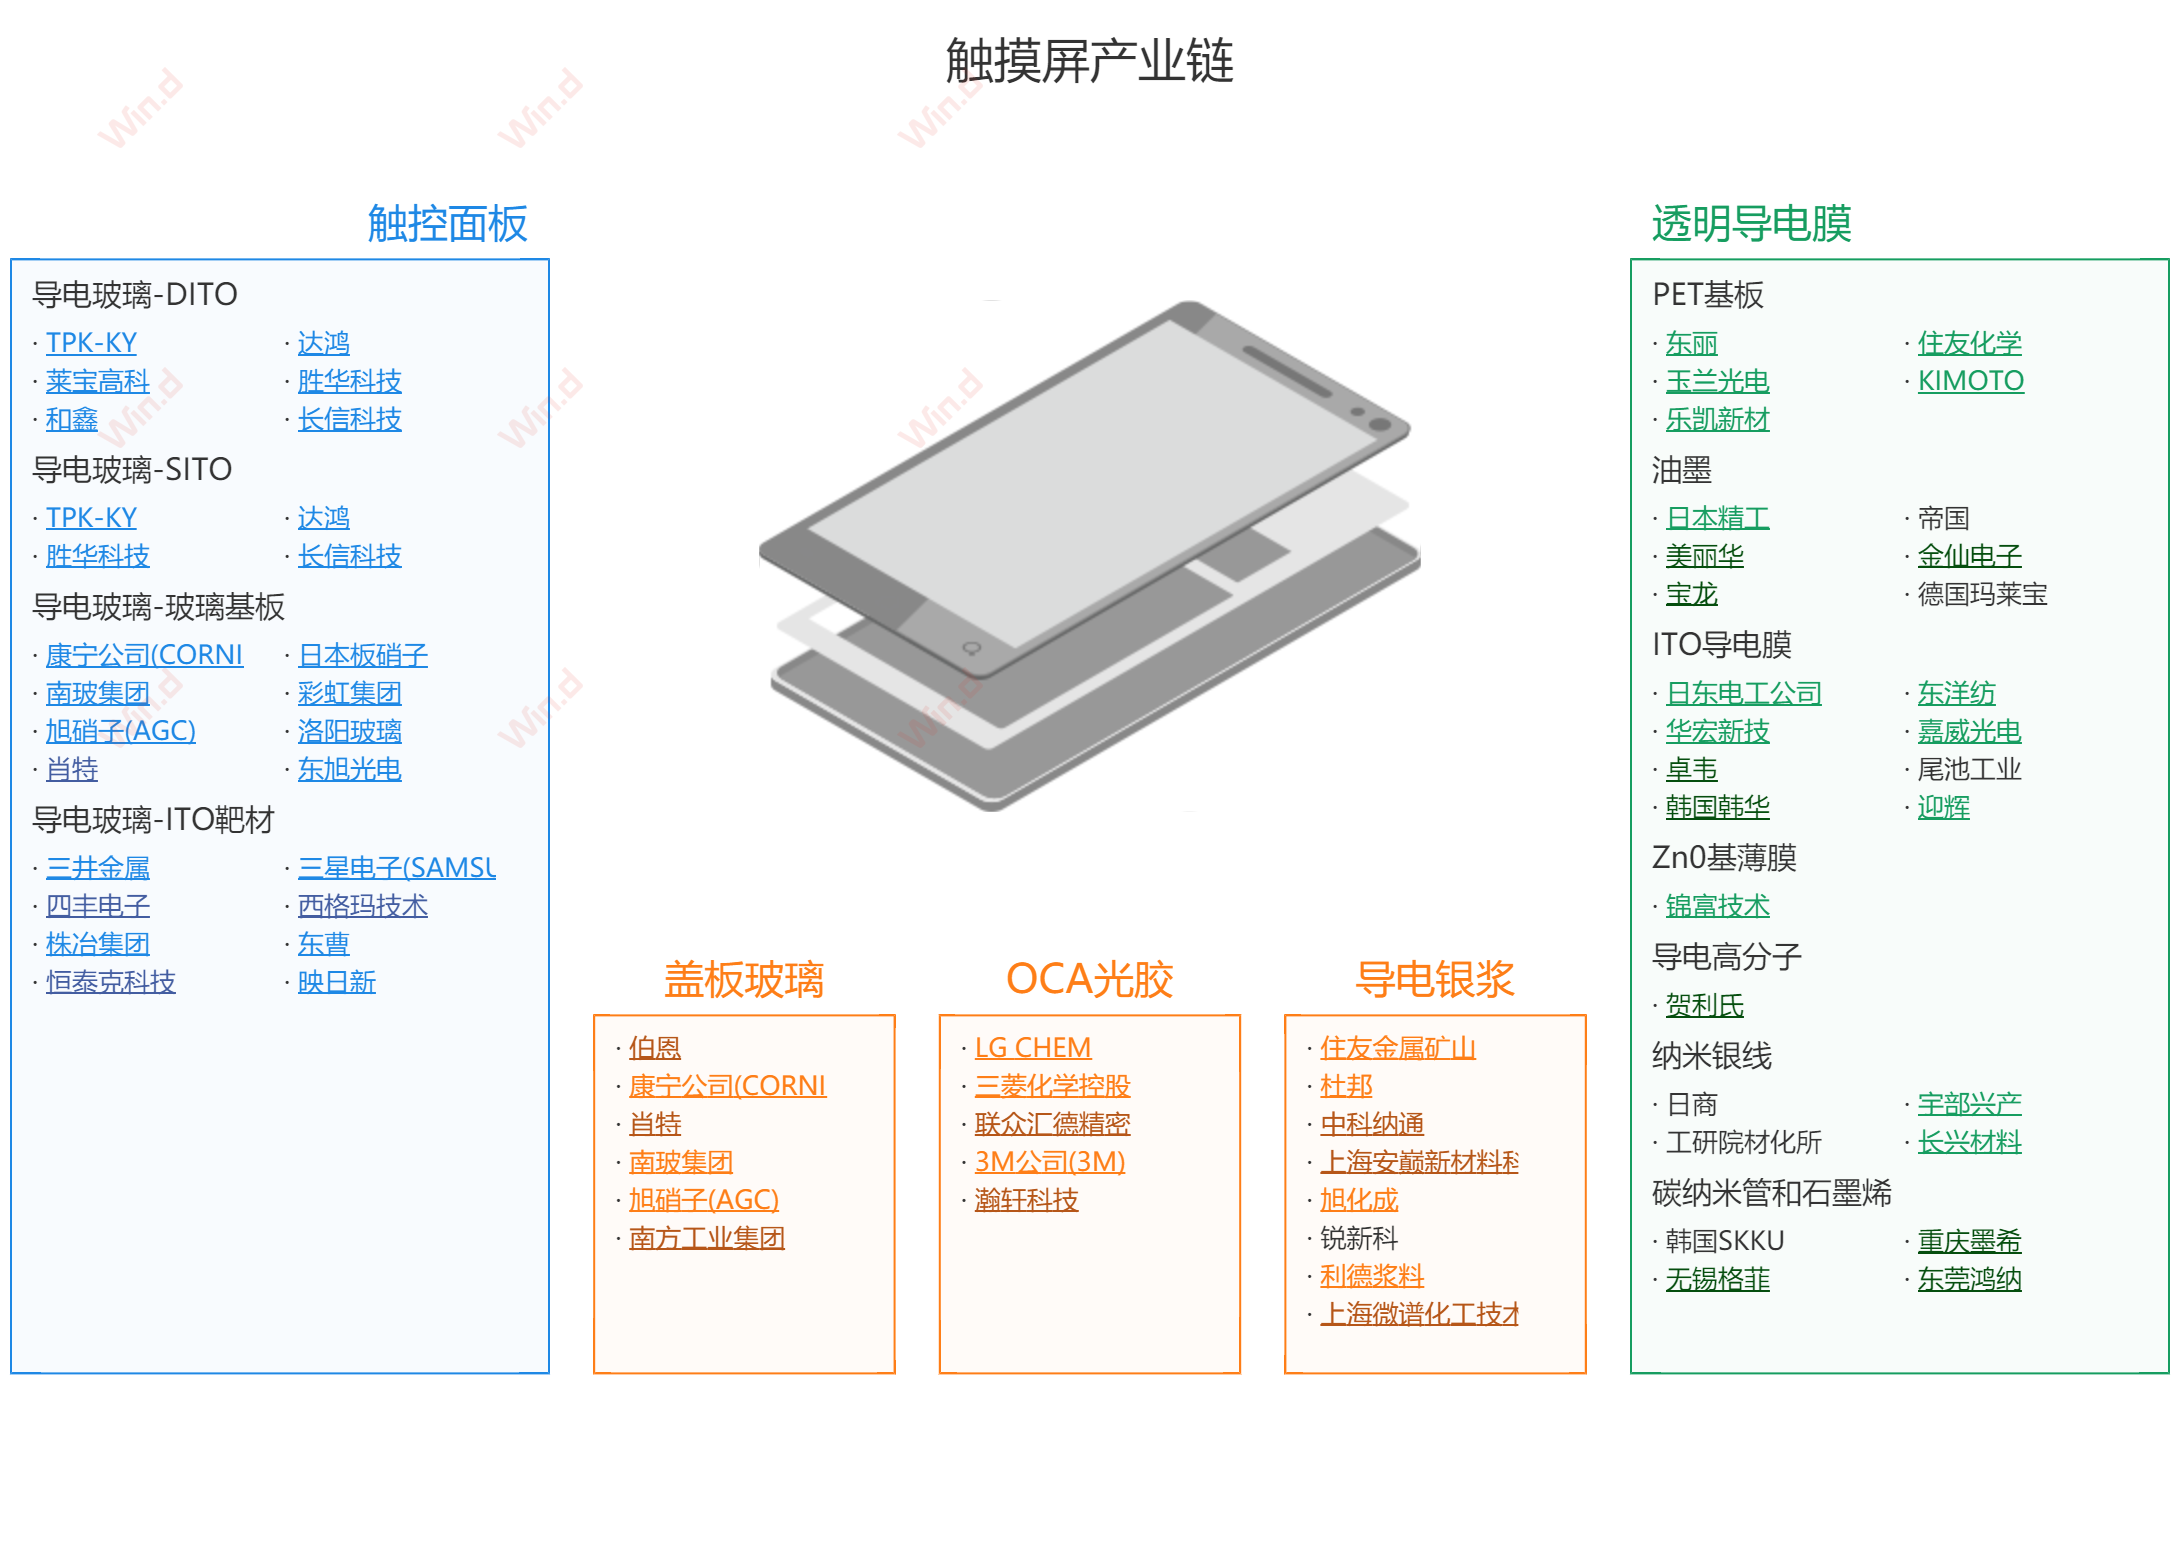 触摸屏产业链
触控面板
导电玻璃-DITO
· TPK-KY · 达鸿
· 莱宝高科 · 胜华科技
· 和鑫 · 长信科技
导电玻璃-SITO
· TPK-KY · 达鸿
· 胜华科技 · 长信科技
导电玻璃-玻璃基板
· 康宁公司(CORNI · 日本板硝子
· 南玻集团 · 彩虹集团
· 旭硝子(AGC) · 洛阳玻璃
· 肖特 · 东旭光电
导电玻璃-ITO靶材
· 三井金属 · 三星电子(SAMSU
· 四丰电子 · 西格玛技术
· 株冶集团 · 东曹
· 恒泰克科技 · 映日新
盖板玻璃
· 伯恩
· 康宁公司(CORNI
· 肖特
· 南玻集团
· 旭硝子(AGC)
· 南方工业集团
OCA光胶
· LG CHEM
· 三菱化学控股
· 联众汇德精密
· 3M公司(3M)
· 瀚轩科技
导电银浆
· 住友金属矿山
· 杜邦
· 中科纳通
· 上海安巅新材料科
· 旭化成
· 锐新科
· 利德浆料
· 上海微谱化工技术
透明导电膜
PET基板
· 东丽 · 住友化学
· 玉兰光电 · KIMOTO
· 乐凯新材
油墨
· 日本精工 · 帝国
· 美丽华 · 金仙电子
· 宝龙 · 德国玛莱宝
ITO导电膜
· 日东电工公司 · 东洋纺
· 华宏新技 · 嘉威光电
· 卓韦 · 尾池工业
· 韩国韩华 · 迎辉
Zn0基薄膜
· 锦富技术
导电高分子
· 贺利氏
纳米银线
· 日商 · 宇部兴产
· 工研院材化所 · 长兴材料
碳纳米管和石墨烯
· 韩国SKKU · 重庆墨希
· 无锡格菲 · 东莞鸿纳
Win.d
Win.d
Win.d
Win.d
Win.d
Win.d
Win.d
Win.d
Win.d